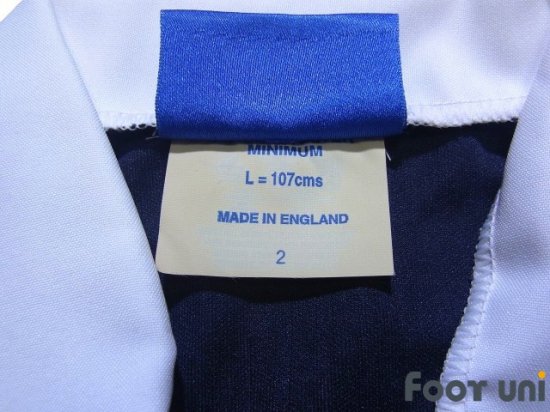 MINIMUM
L = 107cms
MADE IN ENGLAND
2
FOOT UNI